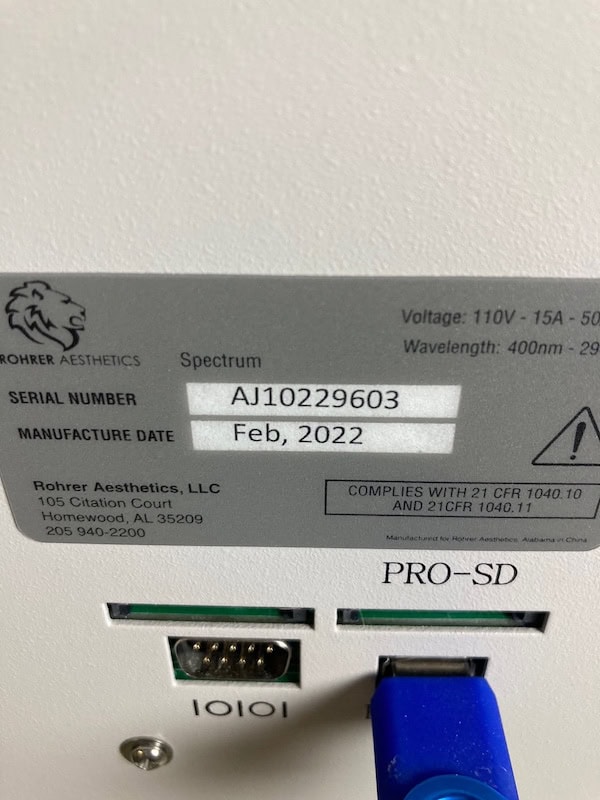 ROHRER AESTHETICS
Spectrum
Voltage: 110V - 15A - 50
Wavelength: 400nm - 29
SERIAL NUMBER AJ10229603
MANUFACTURE DATE Feb, 2022
Rohrer Aesthetics, LLC
105 Citation Court
Homewood, AL 35209
205 940-2200
COMPLIES WITH 21 CFR 1040.10
AND 21CFR 1040.11
Manufactured for Rohrer Aesthetics, Alabama in China
PRO-SD
IOIOI